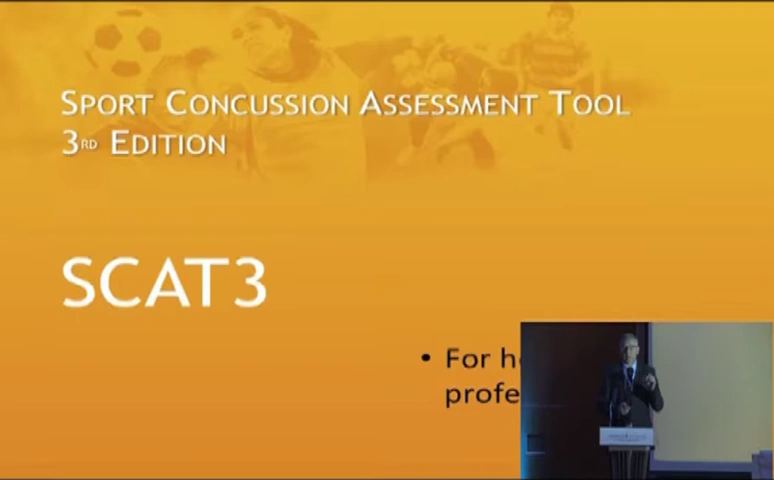 SPORT CONCUSSION ASSESSMENT TOOL
3RD EDITION
SCAT3
• For h
profe